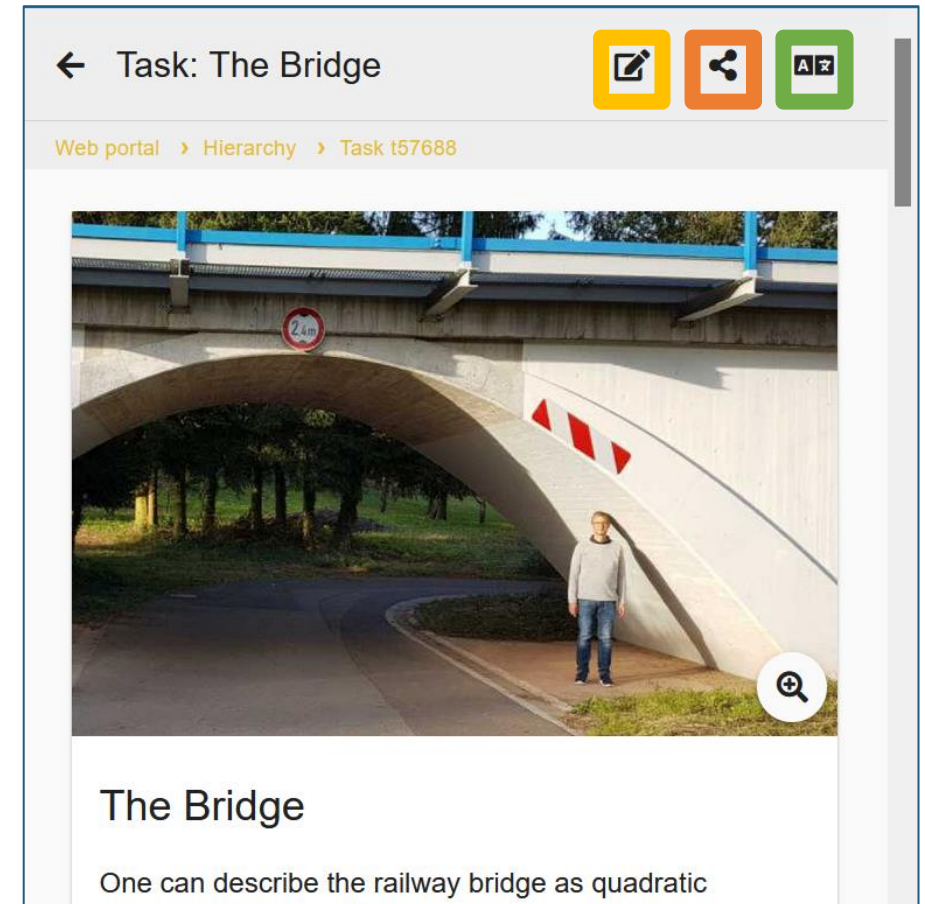 Task: The Bridge
A 文
Web portal › Hierarchy › Task t57688
2,4m
The Bridge
One can describe the railway bridge as quadratic